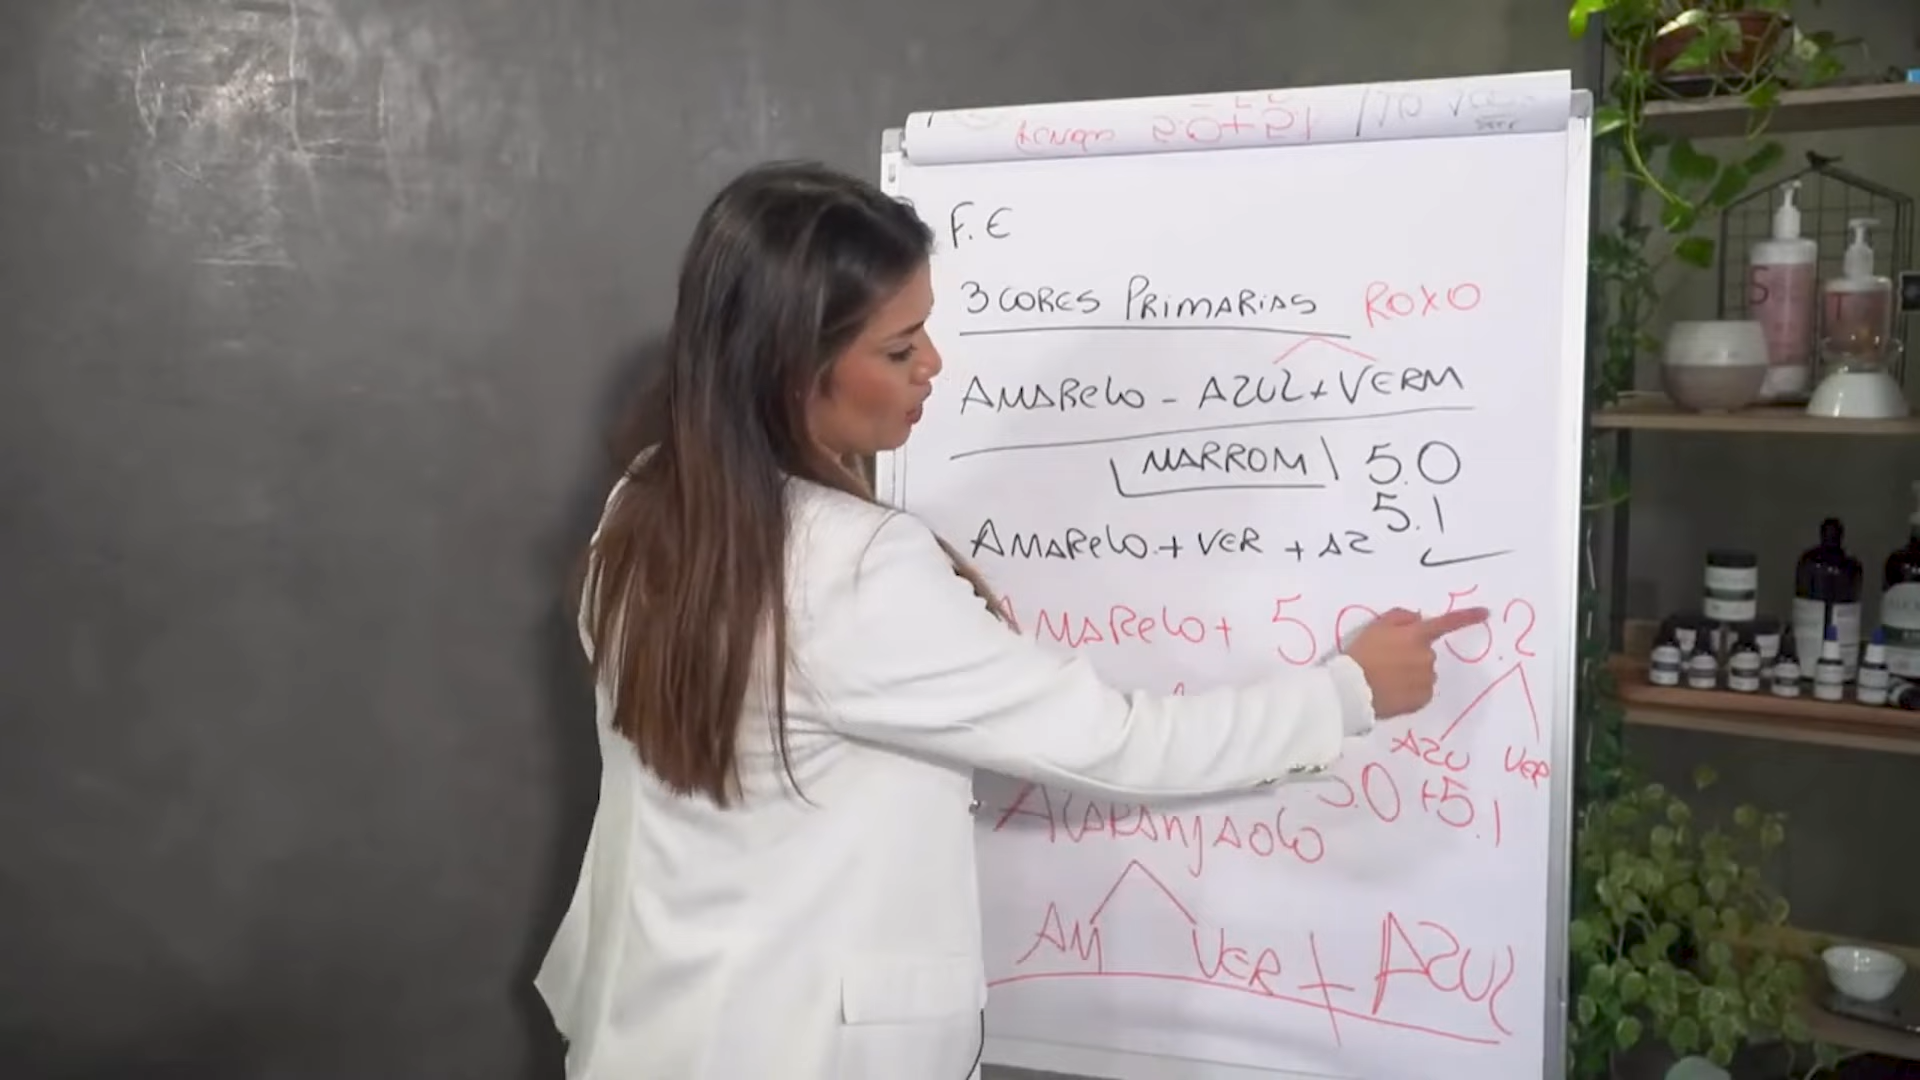 F. E
3 CORES PRIMARIAS ROXO
AMARELO - AZUL + VERM
MARROM 5.0
5.1
AMARELO + VER + AZ
AMARELO + 5.0 5.2
AZU VER
ALARANJADO 5.0 + 5.1
AM VER + AZUL
S
T